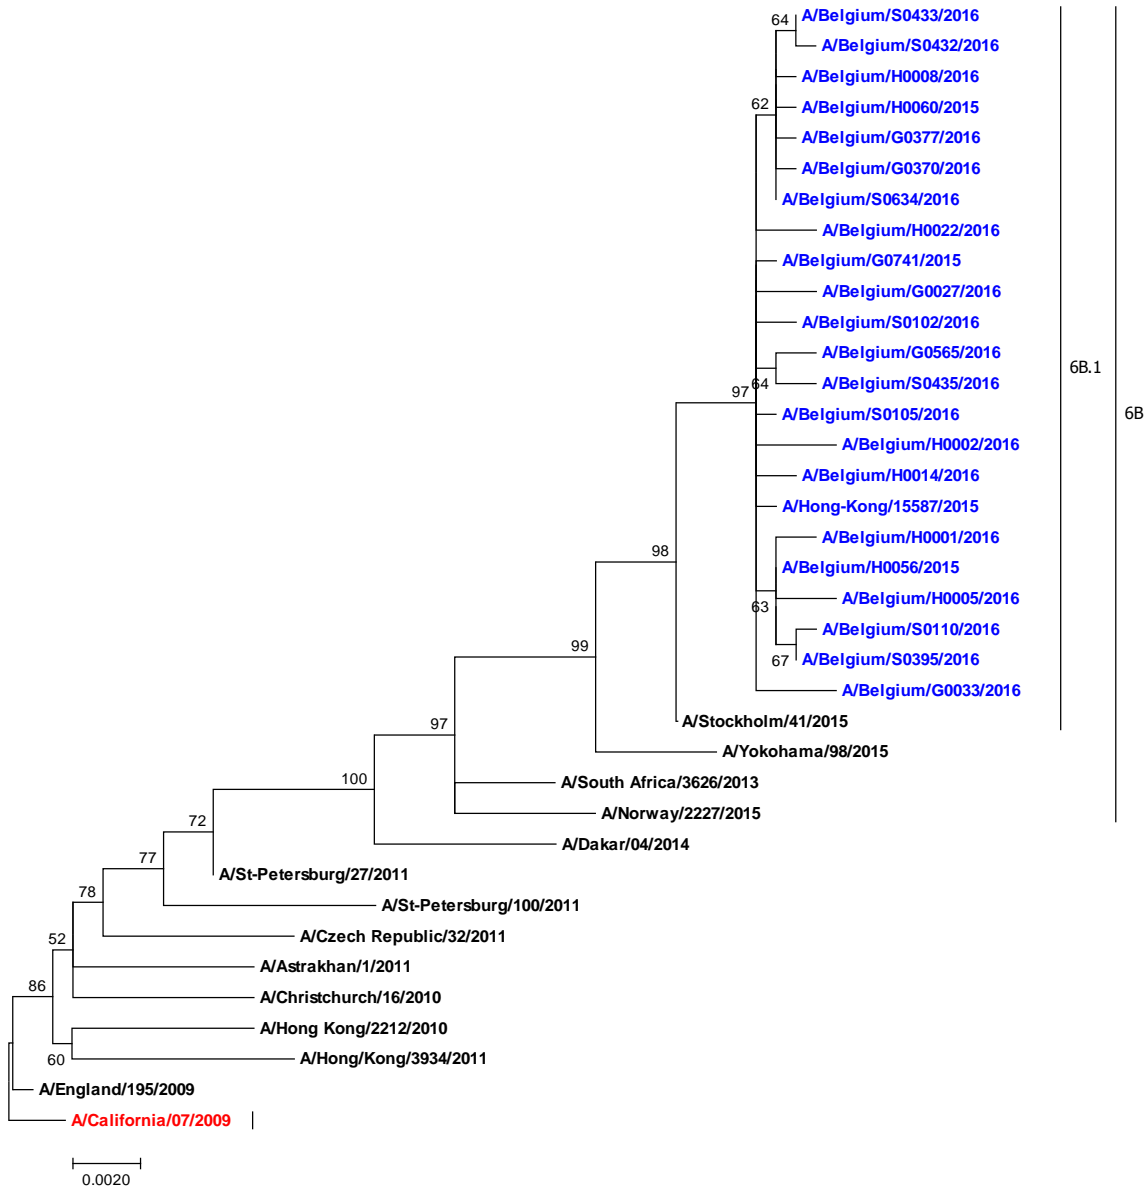 64
A/Belgium/S0433/2016
A/Belgium/S0432/2016
A/Belgium/H0008/2016
62
A/Belgium/H0060/2015
A/Belgium/G0377/2016
A/Belgium/G0370/2016
A/Belgium/S0634/2016
A/Belgium/H0022/2016
A/Belgium/G0741/2015
A/Belgium/G0027/2016
A/Belgium/S0102/2016
A/Belgium/G0565/2016
6B.1
64
A/Belgium/S0435/2016
97
A/Belgium/S0105/2016
6B
A/Belgium/H0002/2016
A/Belgium/H0014/2016
A/Hong-Kong/15587/2015
A/Belgium/H0001/2016
98
A/Belgium/H0056/2015
A/Belgium/H0005/2016
63
A/Belgium/S0110/2016
99
A/Belgium/S0395/2016
67
A/Belgium/G0033/2016
A/Stockholm/41/2015
97
A/Yokohama/98/2015
100
A/South Africa/3626/2013
A/Norway/2227/2015
72
A/Dakar/04/2014
77
A/St-Petersburg/27/2011
78
A/St-Petersburg/100/2011
A/Czech Republic/32/2011
52
A/Astrakhan/1/2011
86
A/Christchurch/16/2010
A/Hong Kong/2212/2010
60
A/Hong/Kong/3934/2011
A/England/195/2009
A/California/07/2009
0.0020